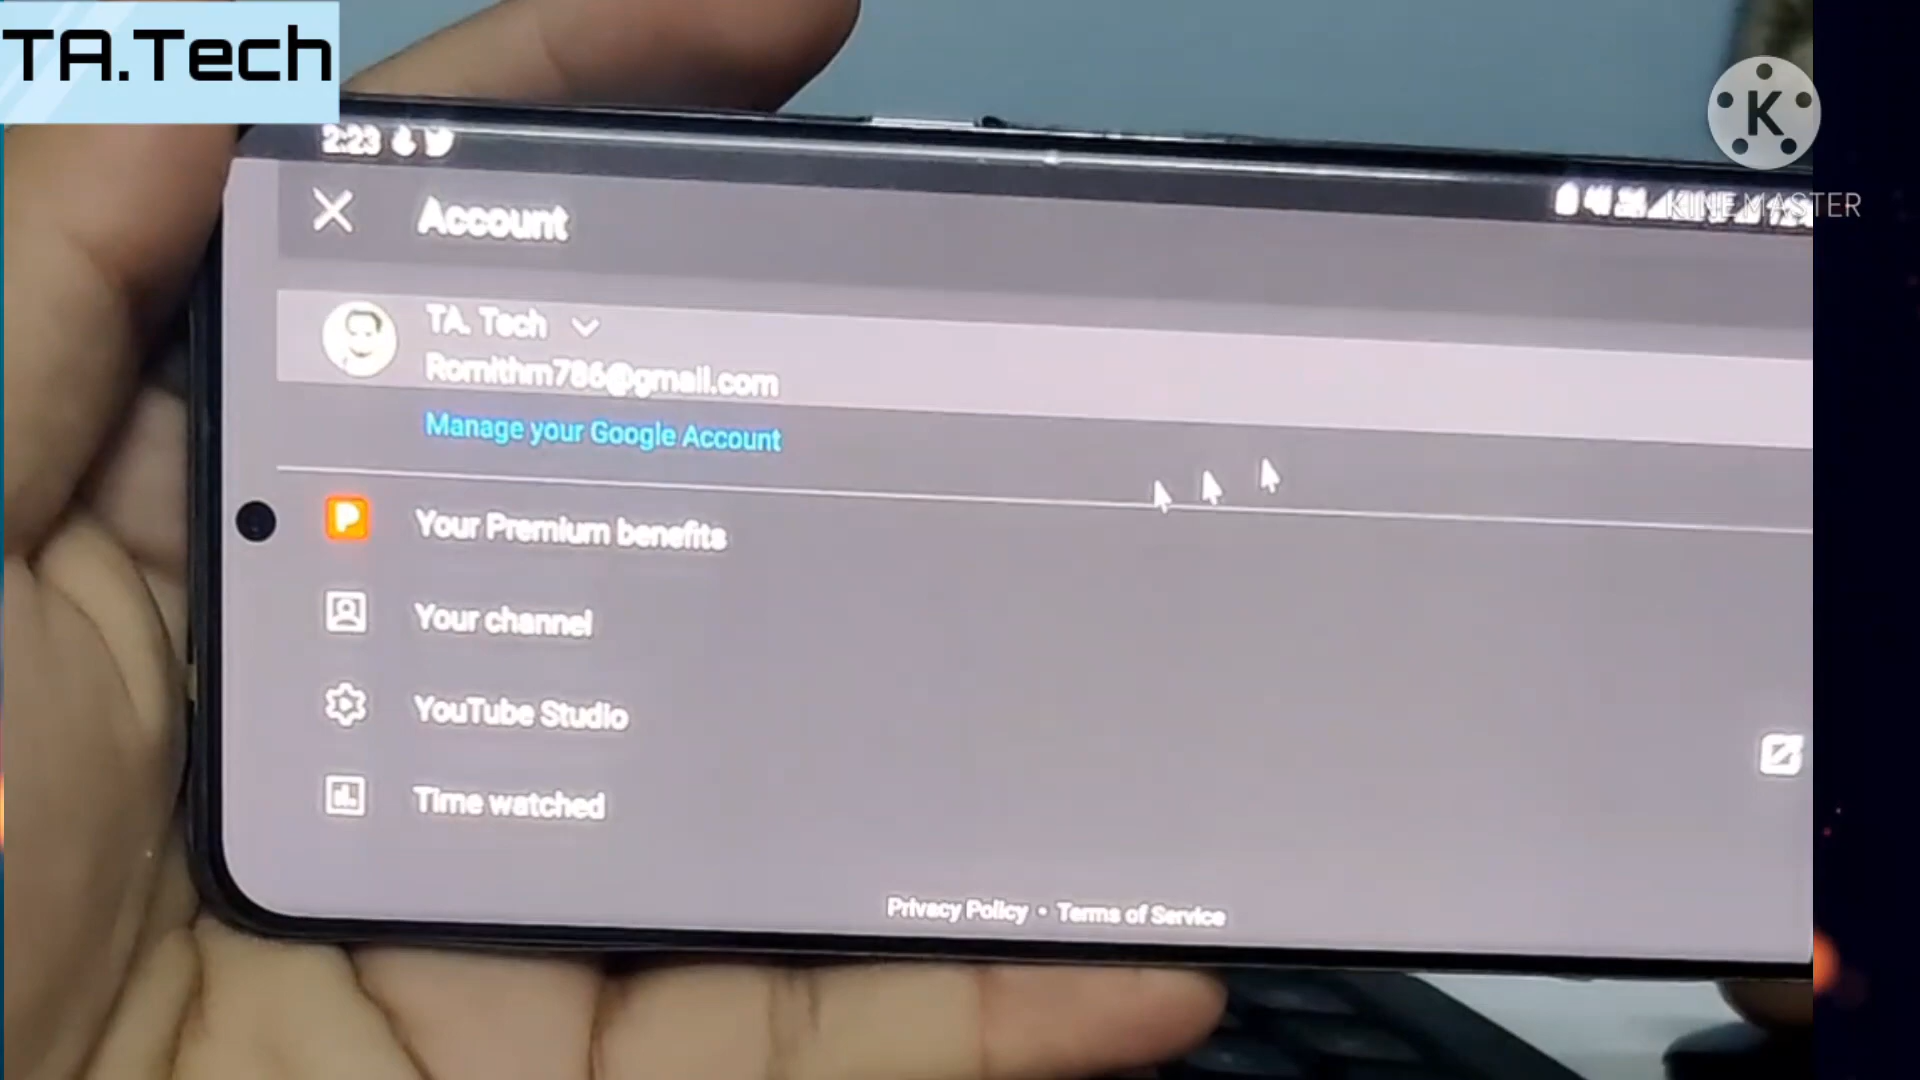 TA.Tech
K
KINEMASTER
2:23
Account
TA. Tech
Romithm786@gmail.com
Manage your Google Account
Your Premium benefits
Your channel
YouTube Studio
Time watched
Privacy Policy • Terms of Service